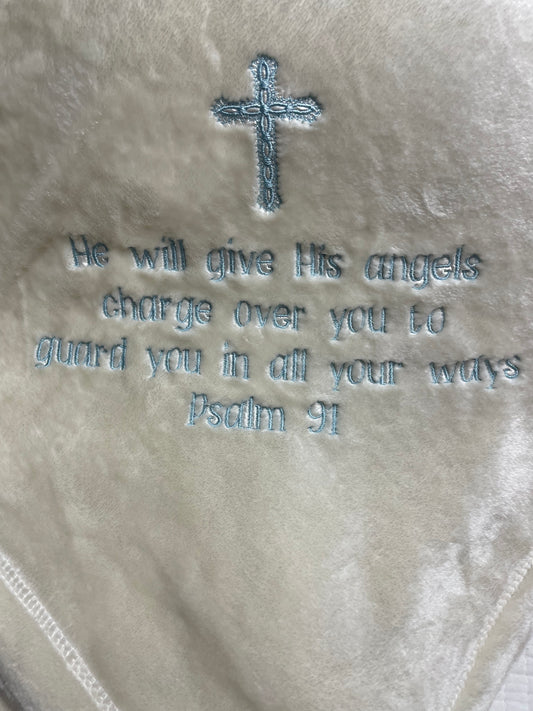 He will give His angels
charge over you to
guard you in all your ways
Psalm 91